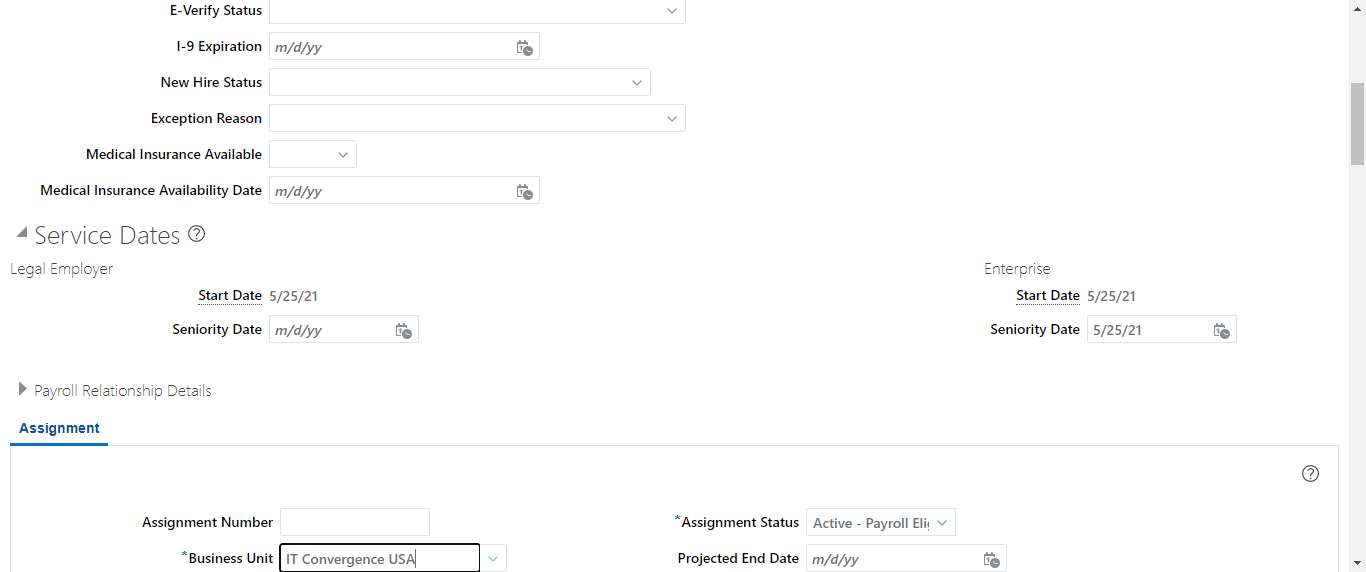 E-Verify Status
I-9 Expiration m/d/yy
New Hire Status
Exception Reason
Medical Insurance Available
Medical Insurance Availability Date m/d/yy
Service Dates ?
Legal Employer Enterprise
Start Date 5/25/21 Start Date 5/25/21
Seniority Date m/d/yy Seniority Date 5/25/21
Payroll Relationship Details
Assignment
?
Assignment Number *Assignment Status Active - Payroll Eli
*Business Unit IT Convergence USA Projected End Date m/d/yy